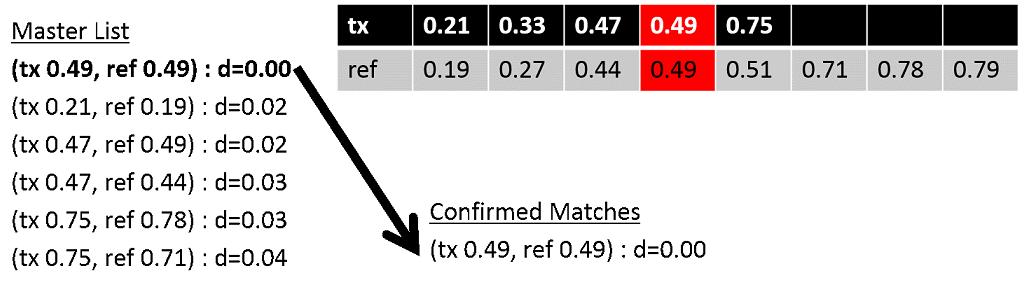 Master List
(tx 0.49, ref 0.49) : d=0.00
(tx 0.21, ref 0.19) : d=0.02
(tx 0.47, ref 0.49) : d=0.02
(tx 0.47, ref 0.44) : d=0.03
(tx 0.75, ref 0.78) : d=0.03
(tx 0.75, ref 0.71) : d=0.04
tx 0.21 0.33 0.47 0.49 0.75
ref 0.19 0.27 0.44 0.49 0.51 0.71 0.78 0.79
Confirmed Matches
(tx 0.49, ref 0.49) : d=0.00